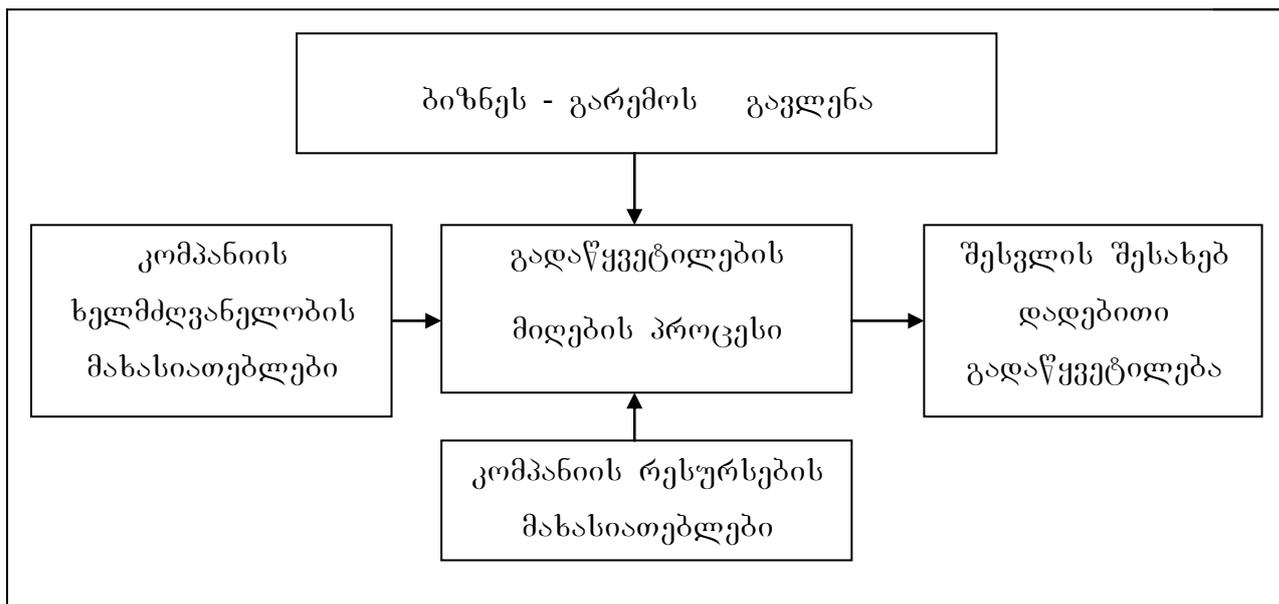 ბიზნეს - გარემოს გავლენა
კომპანიის
ხელმძღვანელობის
მახასიათებლები
გადაწყვეტილების
მიღების პროცესი
შესვლის შესახებ
დადებითი
გადაწყვეტილება
კომპანიის რესურსების
მახასიათებლები